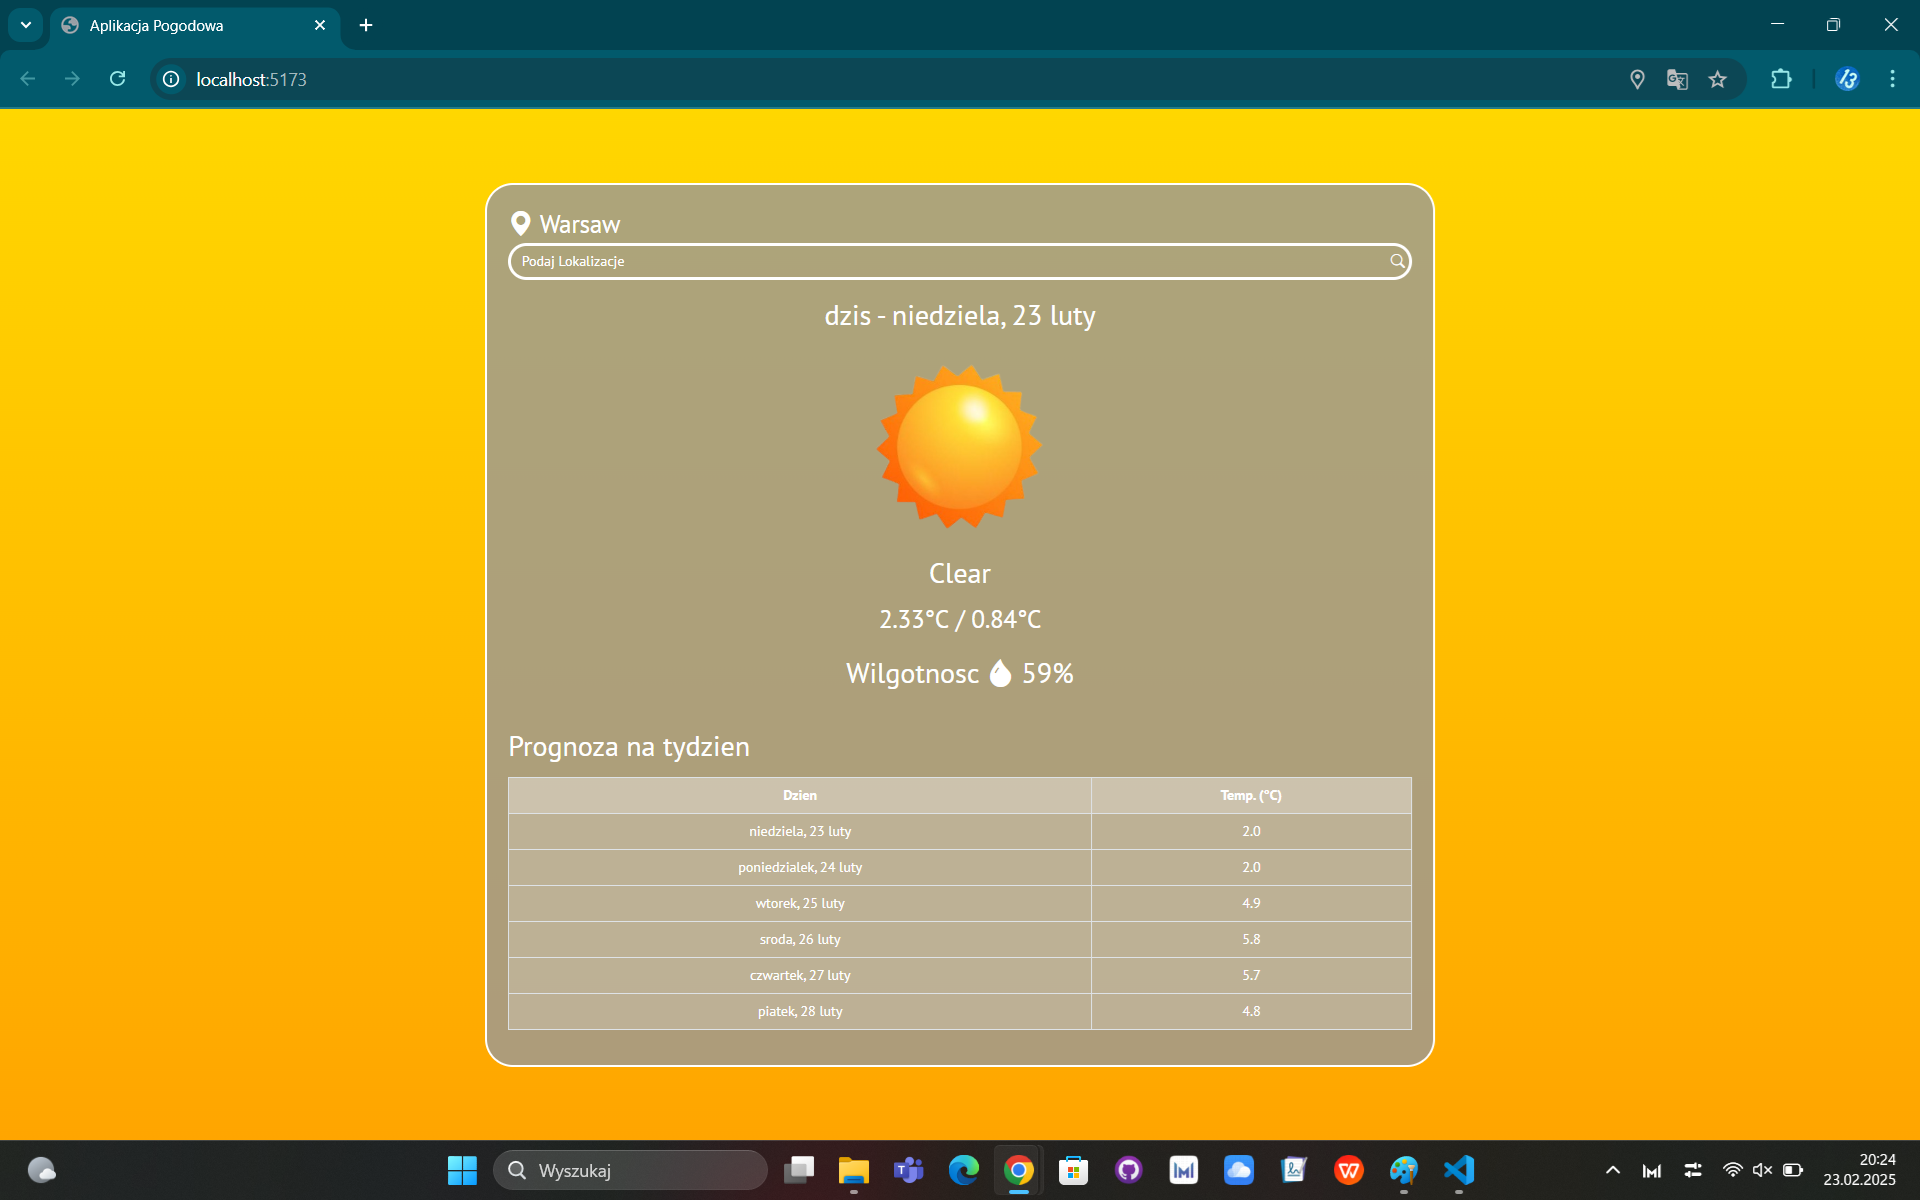 Aplikacja Pogodowa
localhost:5173
Warsaw
Podaj Lokalizacje
dzis - niedziela, 23 luty
Clear
2.33°C / 0.84°C
Wilgotnosc 59%
Prognoza na tydzien
Dzien Temp. (°C)
niedziela, 23 luty 2.0
poniedzialek, 24 luty 2.0
wtorek, 25 luty 4.9
sroda, 26 luty 5.8
czwartek, 27 luty 5.7
piatek, 28 luty 4.8
Wyszukaj
20:24
23.02.2025